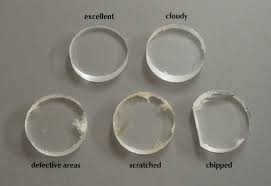 excellent
cloudy
defective areas
scratched
chipped